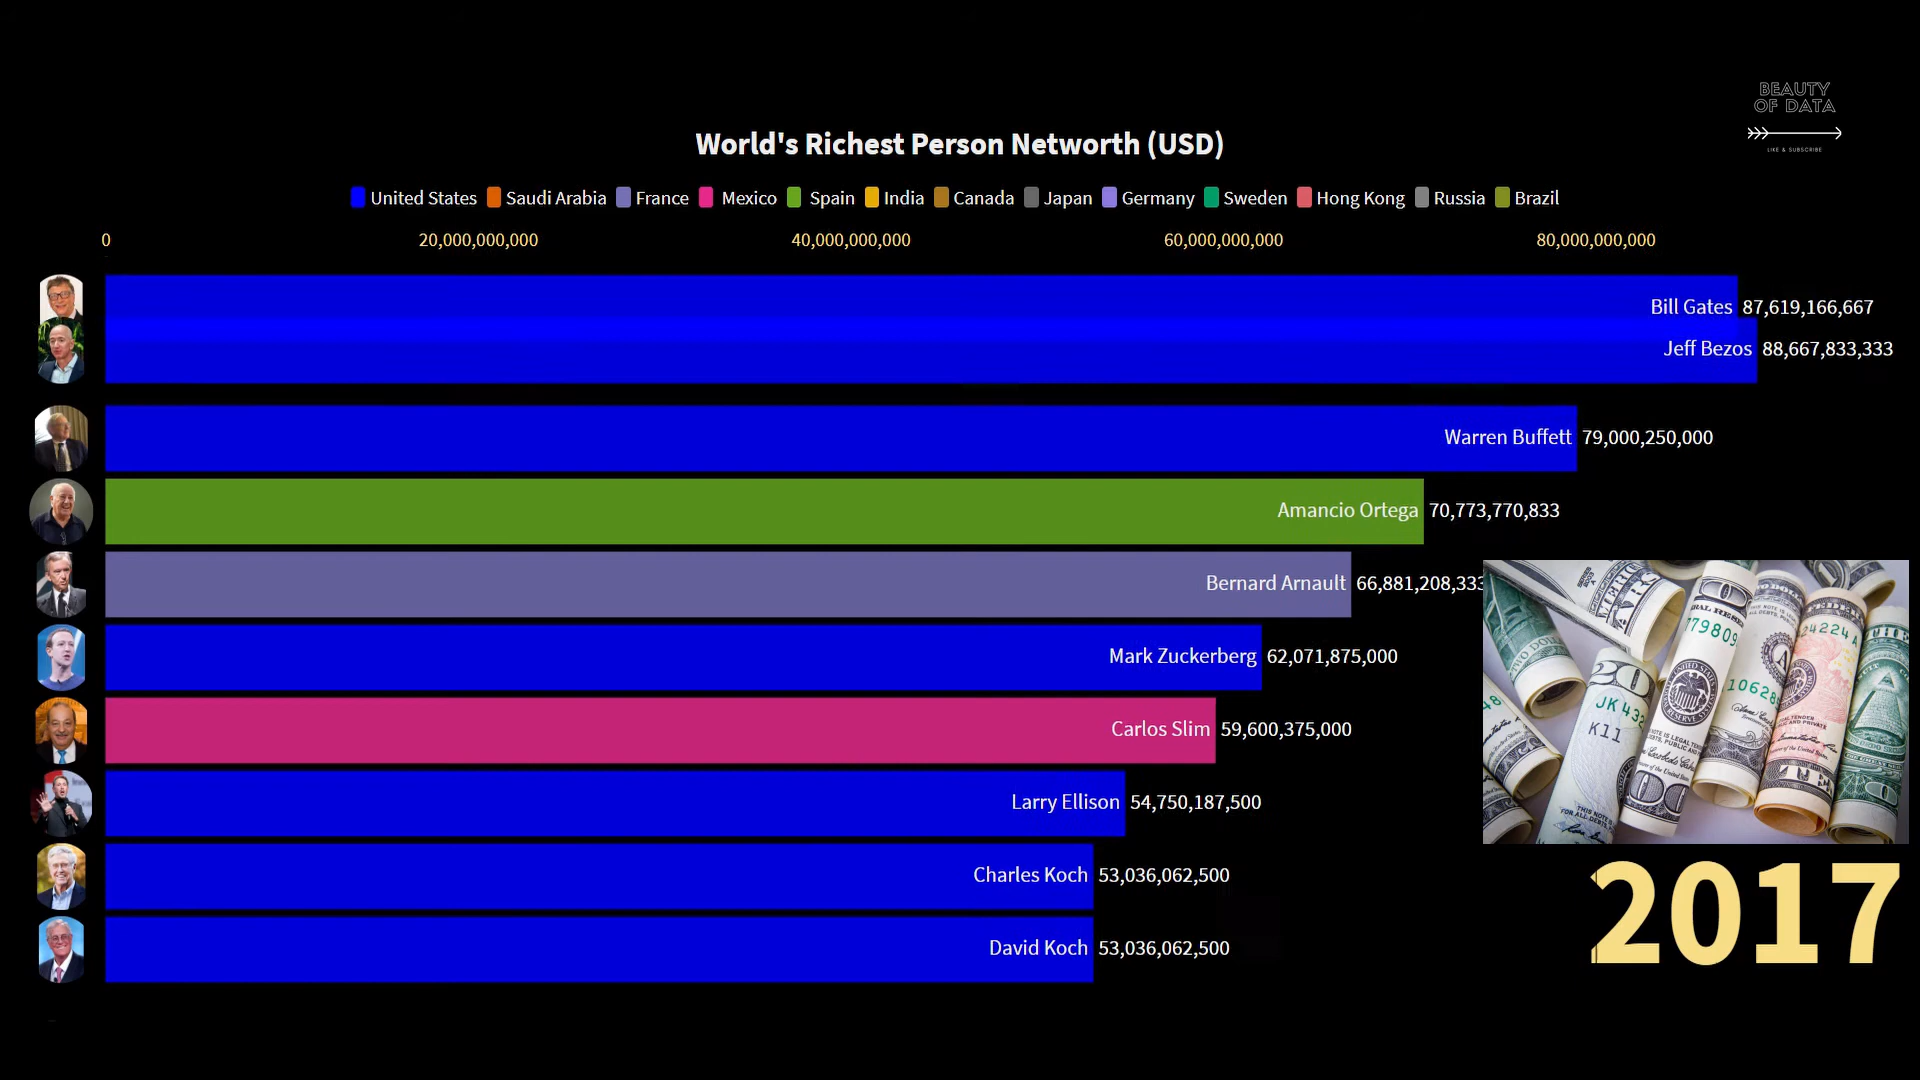 BEAUTY
OF DATA
LIKE & SUBSCRIBE
World's Richest Person Networth (USD)
United States Saudi Arabia France Mexico Spain India Canada Japan Germany Sweden Hong Kong Russia Brazil
0 20,000,000,000 40,000,000,000 60,000,000,000 80,000,000,000
Bill Gates 87,619,166,667
Jeff Bezos 88,667,833,333
Warren Buffett 79,000,250,000
Amancio Ortega 70,773,770,833
Bernard Arnault 66,881,208,333
Mark Zuckerberg 62,071,875,000
Carlos Slim 59,600,375,000
Larry Ellison 54,750,187,500
Charles Koch 53,036,062,500
David Koch 53,036,062,500
2017